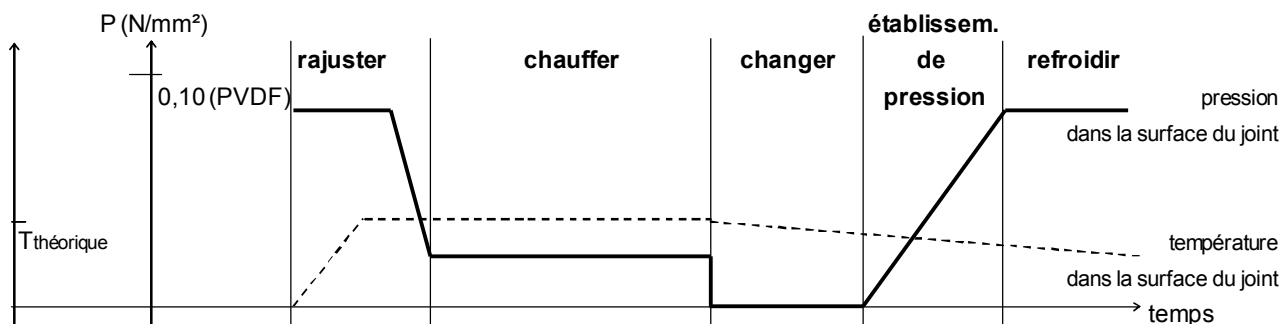 P (N/mm²)
0,10 (PVDF)
Tthéorique
rajuster
chauffer
changer
établissem.
de
pression
refroidir
pression
dans la surface du joint
température
dans la surface du joint
temps